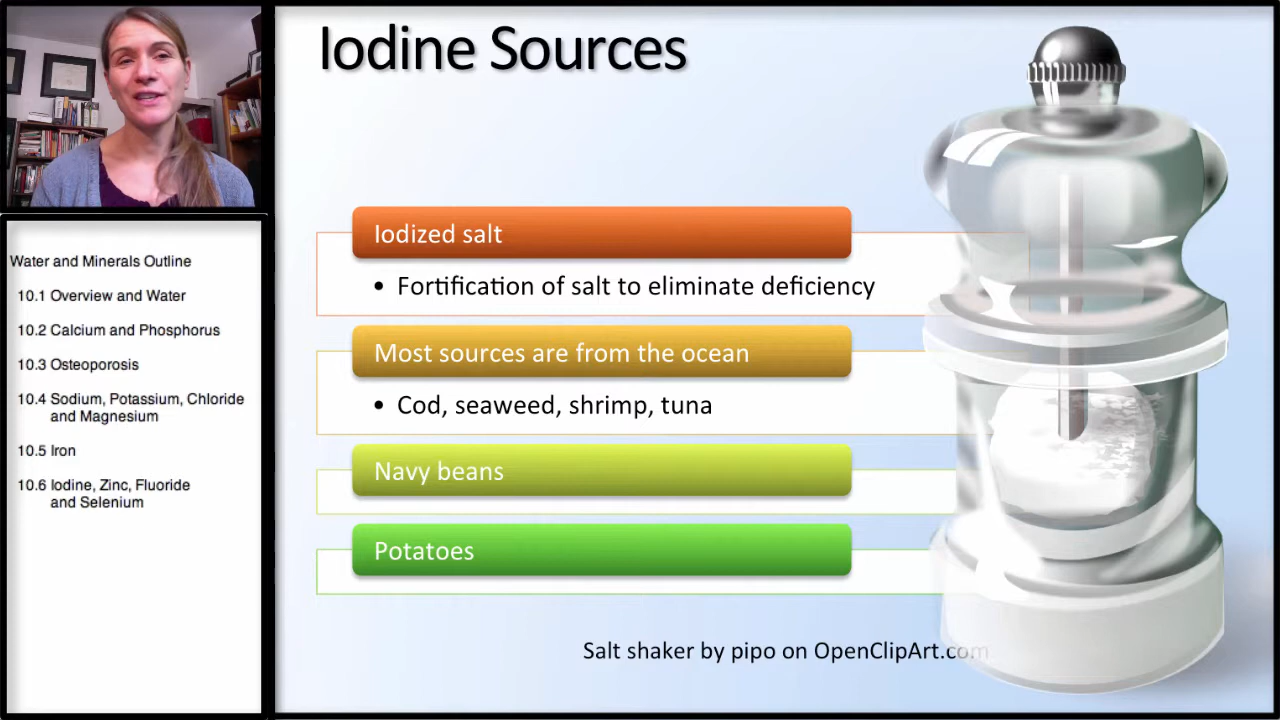 Iodine Sources
Iodized salt
• Fortification of salt to eliminate deficiency
Most sources are from the ocean
• Cod, seaweed, shrimp, tuna
Navy beans
Potatoes
Salt shaker by pipo on OpenClipArt.com
Water and Minerals Outline
10.1 Overview and Water
10.2 Calcium and Phosphorus
10.3 Osteoporosis
10.4 Sodium, Potassium, Chloride
and Magnesium
10.5 Iron
10.6 Iodine, Zinc, Fluoride
and Selenium